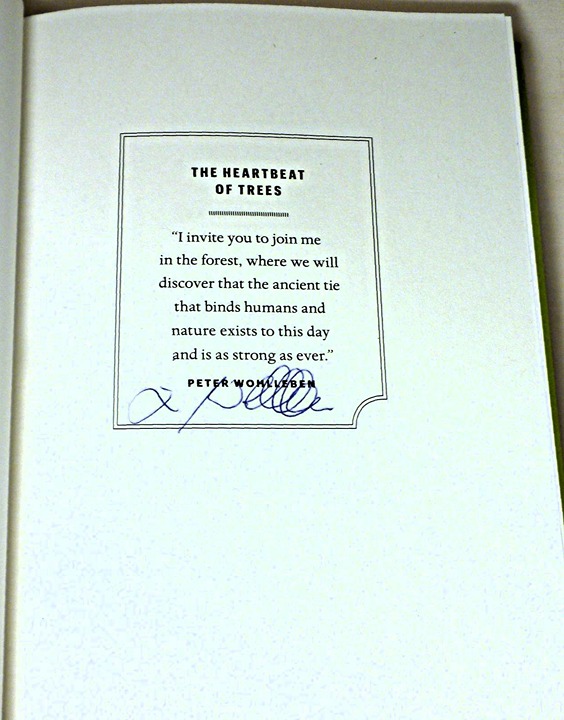 THE HEARTBEAT
OF TREES
“I invite you to join me
in the forest, where we will
discover that the ancient tie
that binds humans and
nature exists to this day
and is as strong as ever.”
PETER WOHLLEBEN